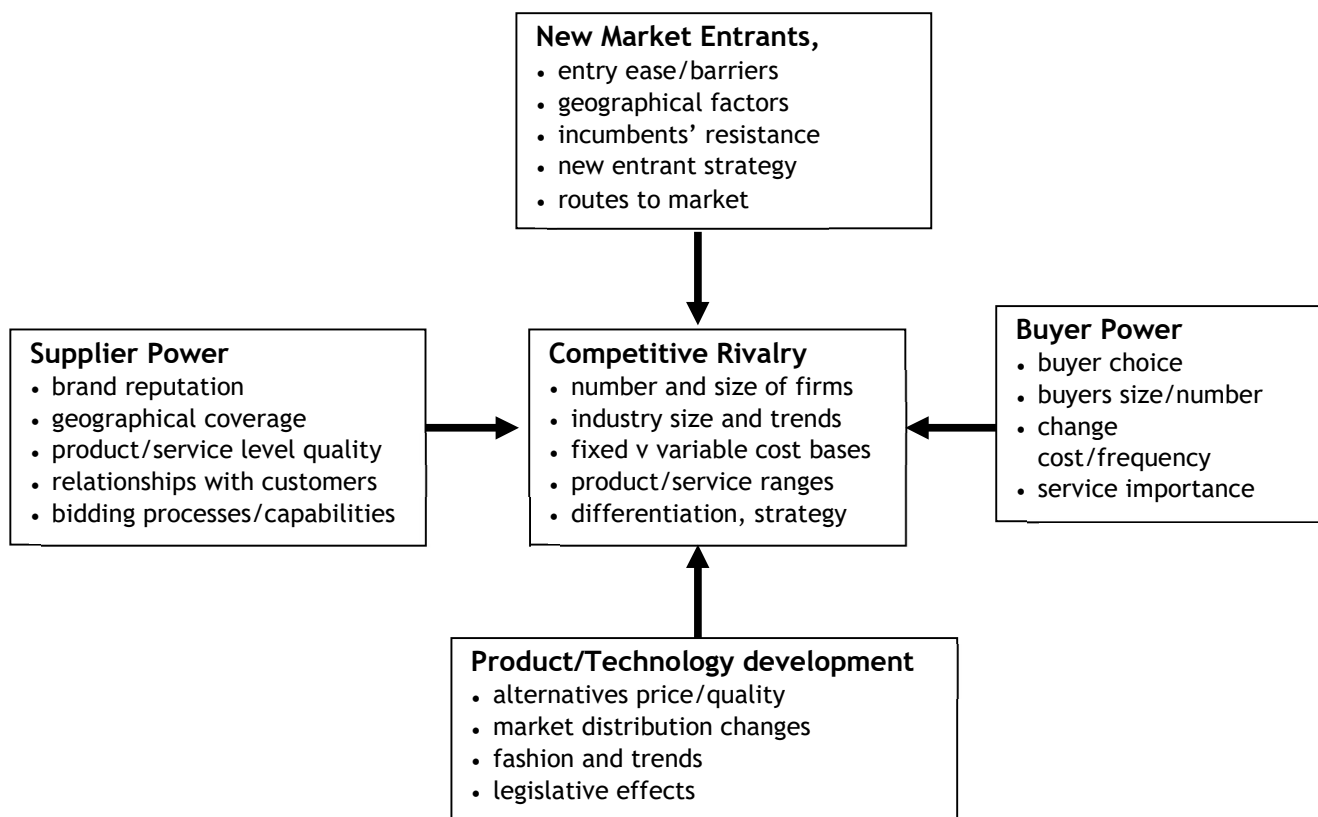 New Market Entrants,
• entry ease/barriers
• geographical factors
• incumbents’ resistance
• new entrant strategy
• routes to market
Supplier Power
• brand reputation
• geographical coverage
• product/service level quality
• relationships with customers
• bidding processes/capabilities
Competitive Rivalry
• number and size of firms
• industry size and trends
• fixed v variable cost bases
• product/service ranges
• differentiation, strategy
Buyer Power
• buyer choice
• buyers size/number
• change
cost/frequency
• service importance
Product/Technology development
• alternatives price/quality
• market distribution changes
• fashion and trends
• legislative effects